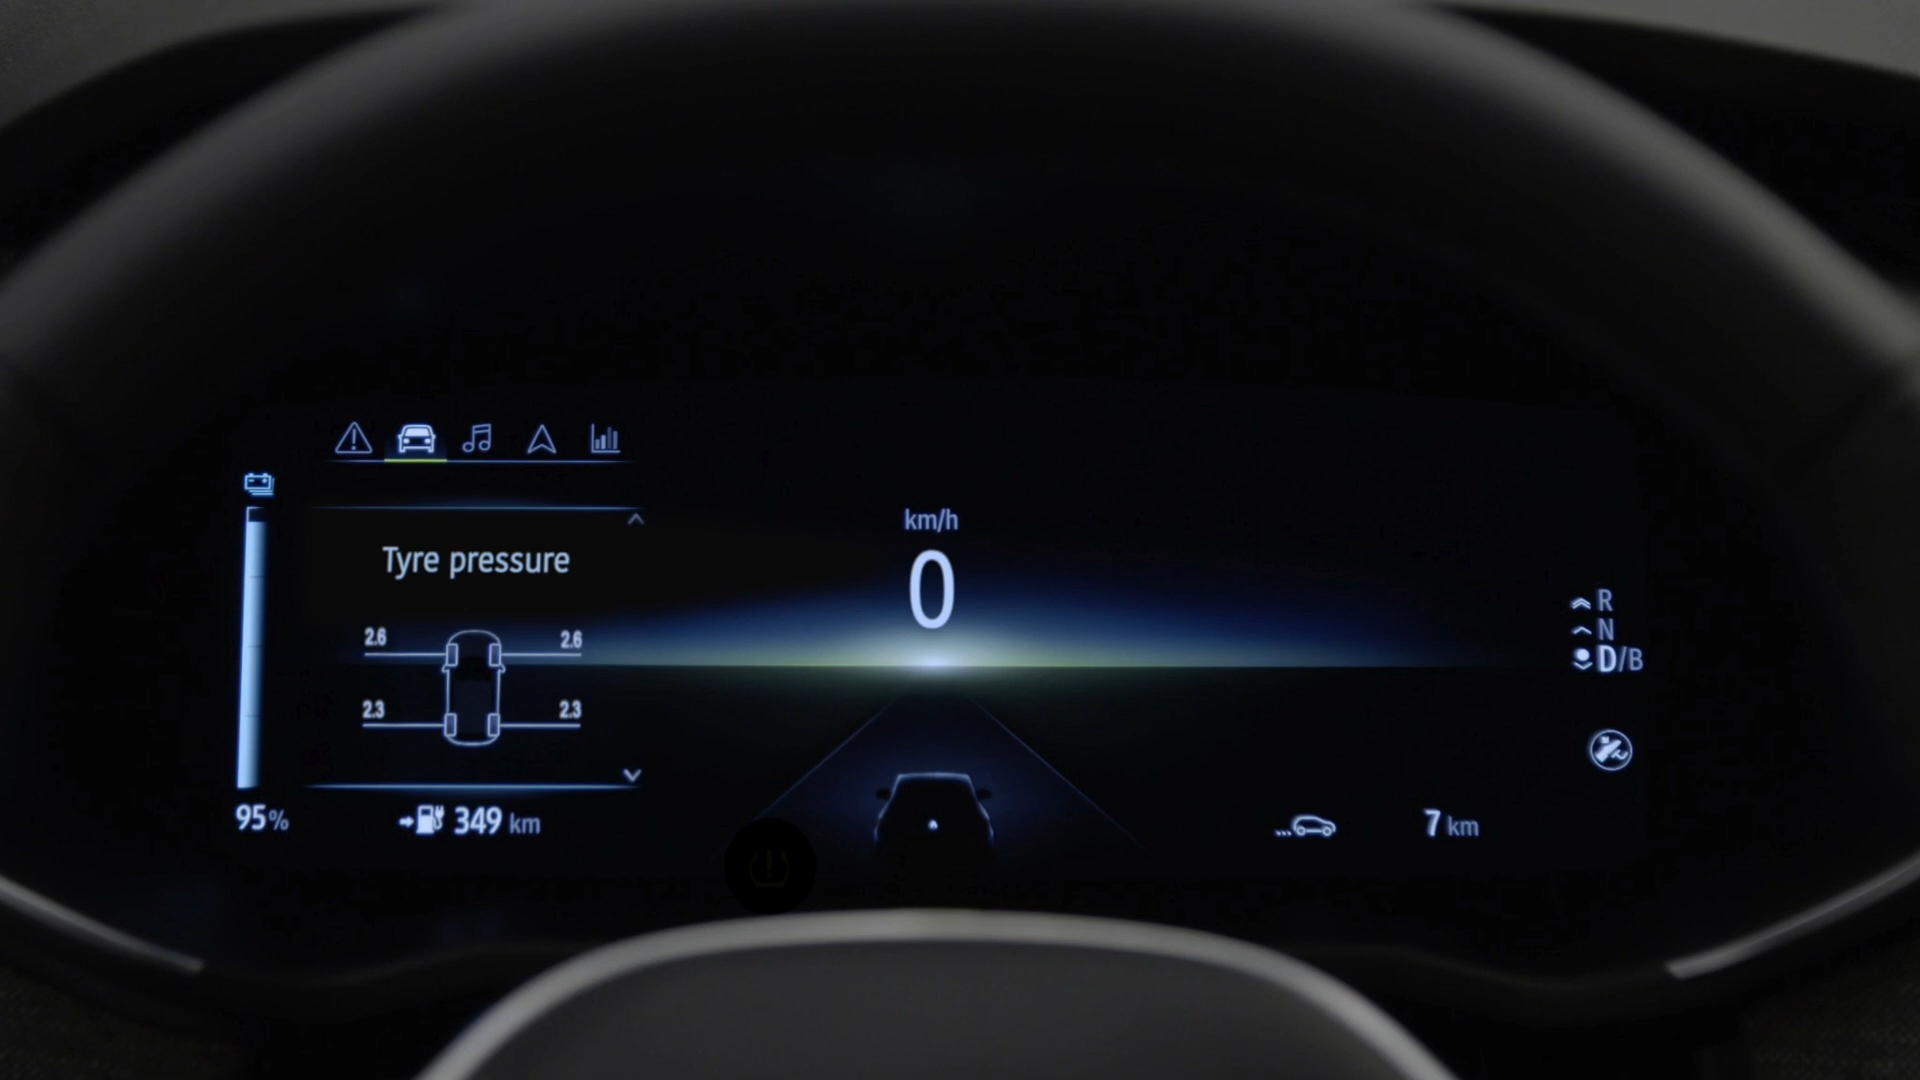 km/h
0
Tyre pressure
2.6 2.6
2.3 2.3
95%
349 km
R
N
D/B
7 km